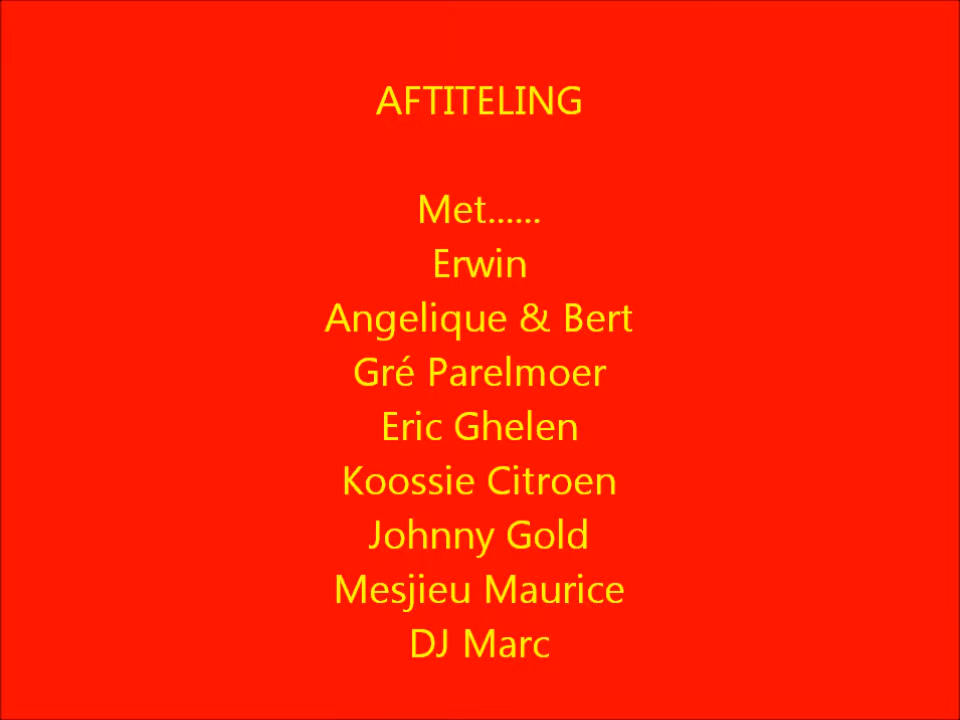 AFTITELING
Met......
Erwin
Angelique & Bert
Gré Parelmoer
Eric Ghelen
Koossie Citroen
Johnny Gold
Mesjieu Maurice
DJ Marc